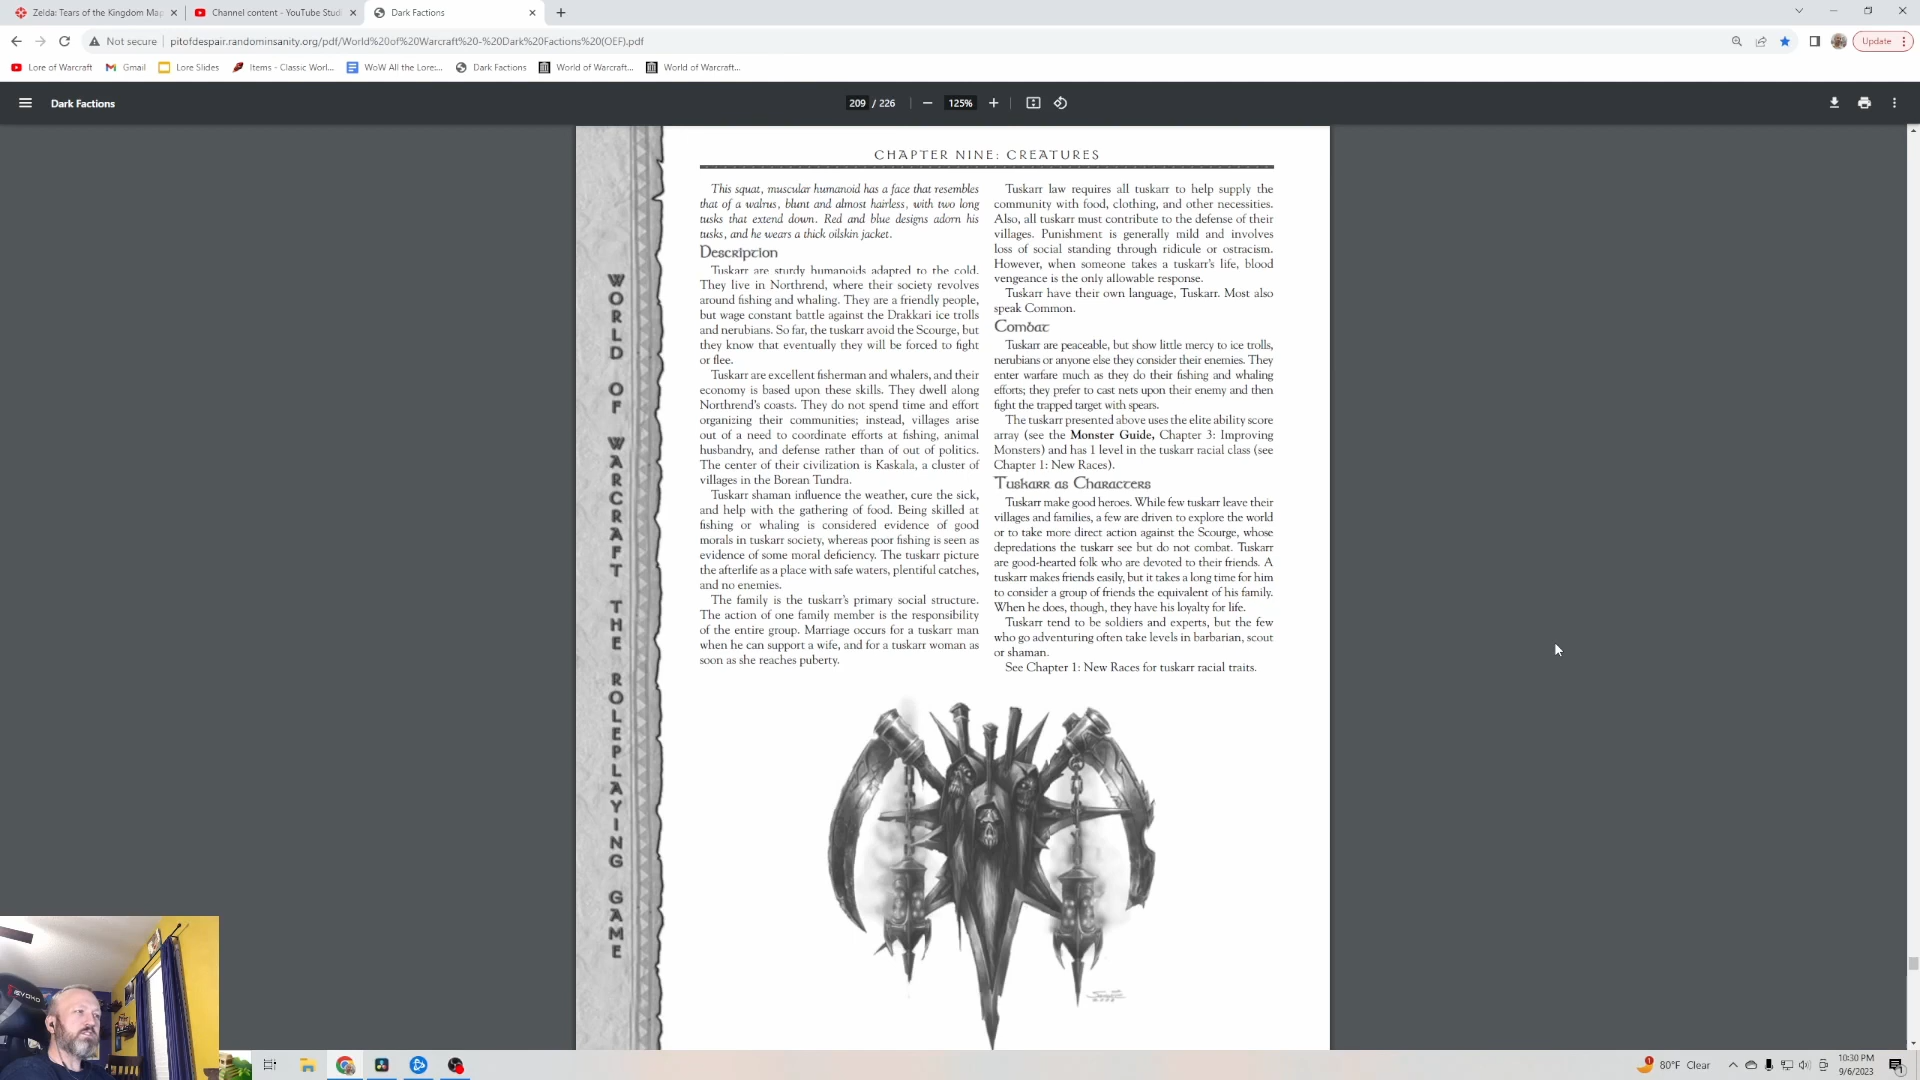 Zelda: Tears of the Kingdom Map
Channel content - YouTube Stud
Dark Factions
Not secure
pitofdespair.randominsanity.org/pdf/World%20of%20Warcraft%20-%20Dark%20Factions%20(OEF).pdf
Update
Lore of Warcraft
Gmail
Lore Slides
Items - Classic Worl...
WoW All the Lore:...
Dark Factions
World of Warcraft...
World of Warcraft...
Dark Factions
209 / 226
125%
WORLD OF WARCRAFT THE ROLEPLAYING GAME
CHAPTER NINE: CREATURES
This squat, muscular humanoid has a face that resembles
that of a walrus, blunt and almost hairless, with two long
tusks that extend down. Red and blue designs adorn his
tusks, and he wears a thick oilskin jacket.
Description
Tuskarr are sturdy humanoids adapted to the cold.
They live in Northrend, where their society revolves
around fishing and whaling. They are a friendly people,
but wage constant battle against the Drakkari ice trolls
and nerubians. So far, the tuskarr avoid the Scourge, but
they know that eventually they will be forced to fight
or flee.
Tuskarr are excellent fisherman and whalers, and their
economy is based upon these skills. They dwell along
Northrend's coasts. They do not spend time and effort
organizing their communities; instead, villages arise
out of a need to coordinate efforts at fishing, animal
husbandry, and defense rather than of out of politics.
The center of their civilization is Kaskala, a cluster of
villages in the Borean Tundra.
Tuskarr shaman influence the weather, cure the sick,
and help with the gathering of food. Being skilled at
fishing or whaling is considered evidence of good
morals in tuskarr society, whereas poor fishing is seen as
evidence of some moral deficiency. The tuskarr picture
the afterlife as a place with safe waters, plentiful catches,
and no enemies.
The family is the tuskarr's primary social structure.
The action of one family member is the responsibility
of the entire group. Marriage occurs for a tuskarr man
when he can support a wife, and for a tuskarr woman as
soon as she reaches puberty.
Tuskarr law requires all tuskarr to help supply the
community with food, clothing, and other necessities.
Also, all tuskarr must contribute to the defense of their
villages. Punishment is generally mild and involves
loss of social standing through ridicule or ostracism.
However, when someone takes a tuskarr's life, blood
vengeance is the only allowable response.
Tuskarr have their own language, Tuskarr. Most also
speak Common.
Combat
Tuskarr are peaceable, but show little mercy to ice trolls,
nerubians or anyone else they consider their enemies. They
enter warfare much as they do their fishing and whaling
efforts; they prefer to cast nets upon their enemy and then
fight the trapped target with spears.
The tuskarr presented above uses the elite ability score
array (see the Monster Guide, Chapter 3: Improving
Monsters) and has 1 level in the tuskarr racial class (see
Chapter 1: New Races).
Tuskarr as Characters
Tuskarr make good heroes. While few tuskarr leave their
villages and families, a few are driven to explore the world
or to take more direct action against the Scourge, whose
depredations the tuskarr see but do not combat. Tuskarr
are good-hearted folk who are devoted to their friends. A
tuskarr makes friends easily, but it takes a long time for him
to consider a group of friends the equivalent of his family.
When he does, though, they have his loyalty for life.
Tuskarr tend to be soldiers and experts, but the few
who go adventuring often take levels in barbarian, scout
or shaman.
See Chapter 1: New Races for tuskarr racial traits.
80°F Clear
10:30 PM
9/6/2023